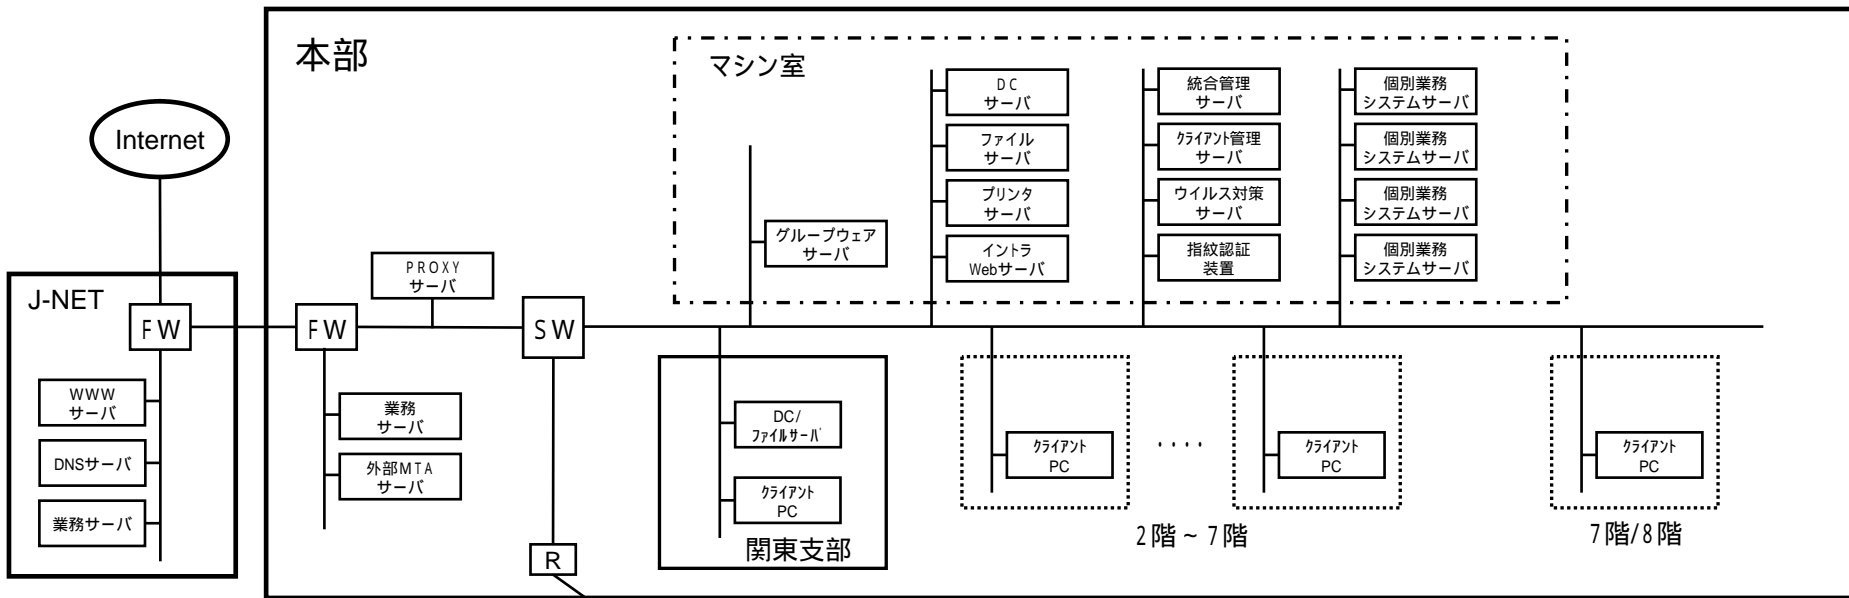 本部
マシン室
Internet
J-NET
FW
WWW
サーバ
DNSサーバ
業務サーバ
FW
PROXY
サーバ
業務
サーバ
外部MTA
サーバ
SW
R
グループウェア
サーバ
DC
サーバ
ファイル
サーバ
プリンタ
サーバ
イントラ
Webサーバ
統合管理
サーバ
クライアント管理
サーバ
ウイルス対策
サーバ
指紋認証
装置
個別業務
システムサーバ
個別業務
システムサーバ
個別業務
システムサーバ
個別業務
システムサーバ
DC/
ファイルサーバ
クライアント
PC
関東支部
クライアント
PC
・・・・
クライアント
PC
2階~7階
クライアント
PC
7階/8階